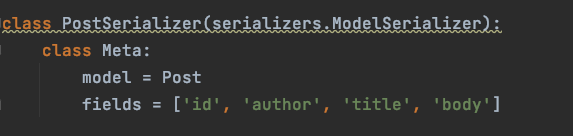 class PostSerializer(serializers.ModelSerializer):
    class Meta:
        model = Post
        fields = ['id', 'author', 'title', 'body']